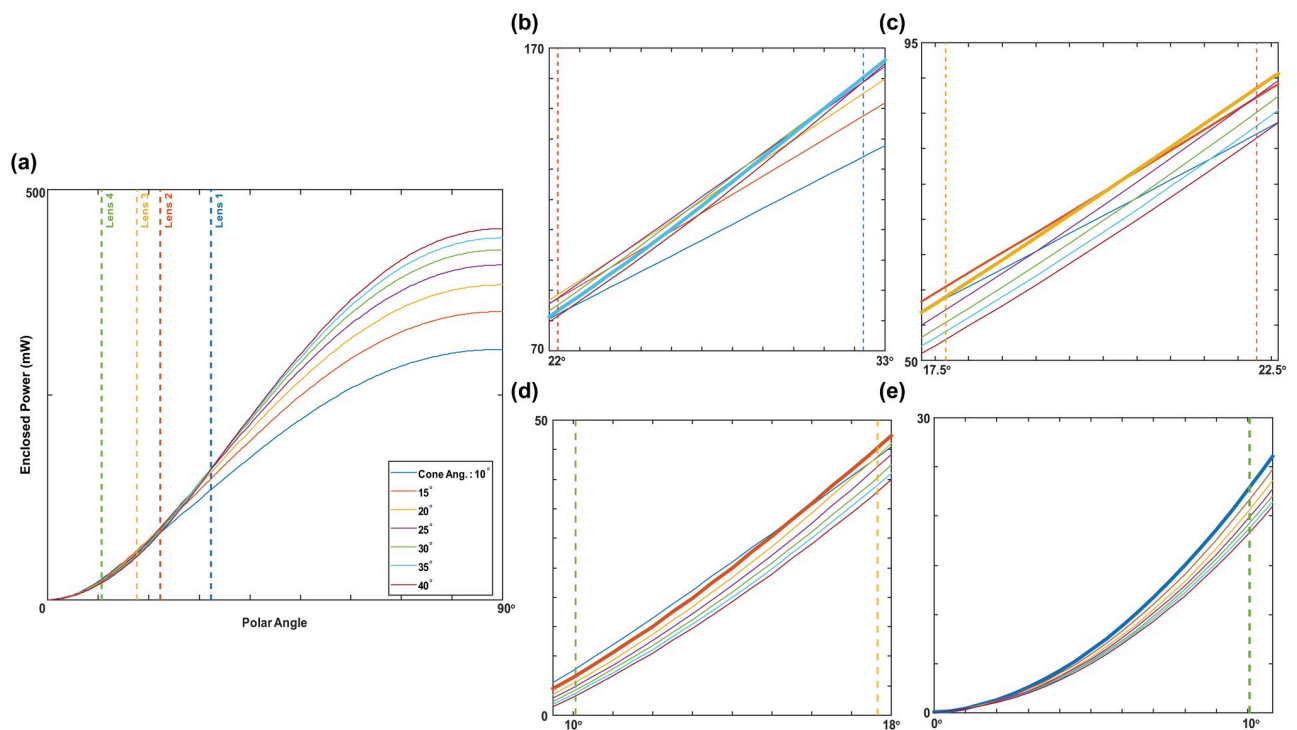 (a)
500
Lens 4
Lens 3
Lens 2
Lens 1
Enclosed Power (mW)
Cone Ang. : 10°
15°
20°
25°
30°
35°
40°
0
90°
Polar Angle
(b)
170
70
22°
33°
(c)
95
50
17.5°
22.5°
(d)
50
0
10°
18°
(e)
30
0
0°
10°